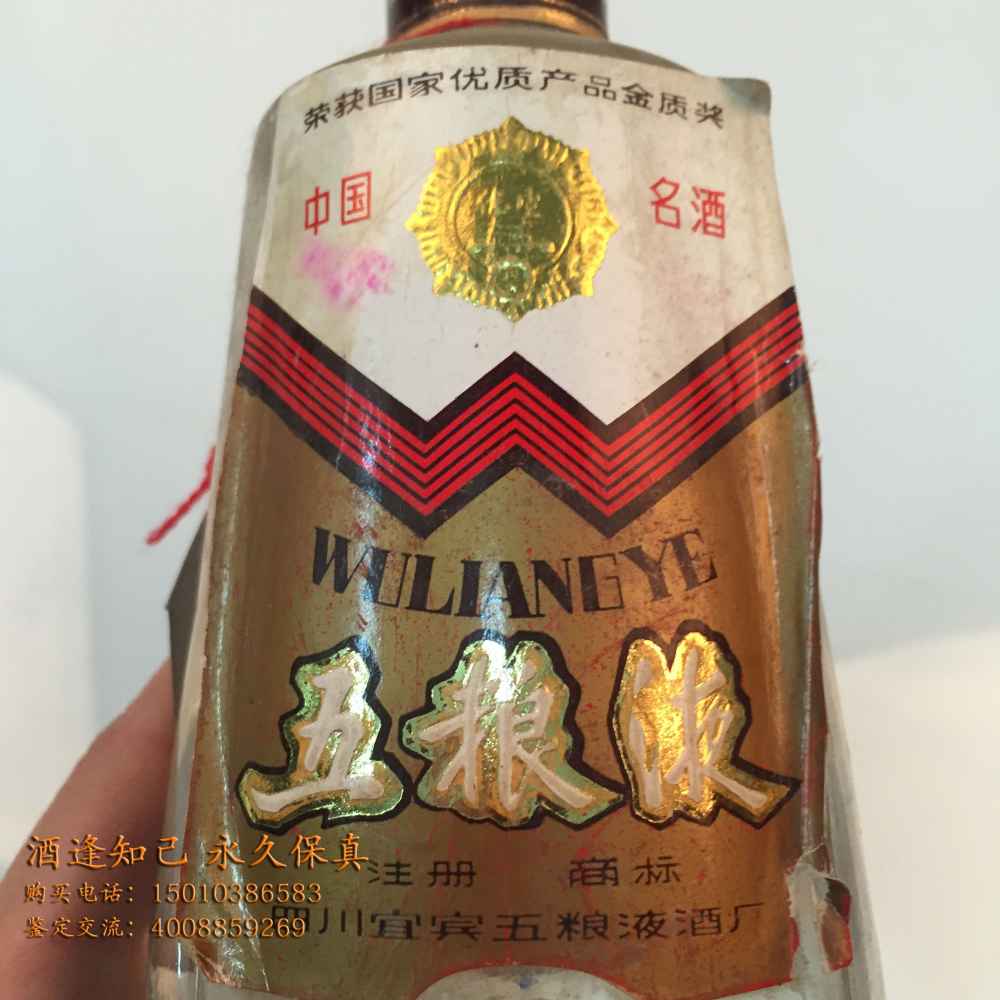 荣获国家优质产品金质奖
中国 名酒
WULIANGYE
五粮液
注册 商标
四川宜宾五粮液酒厂
酒逢知己 永久保真
购买电话：15010386583
鉴定交流：4008859269